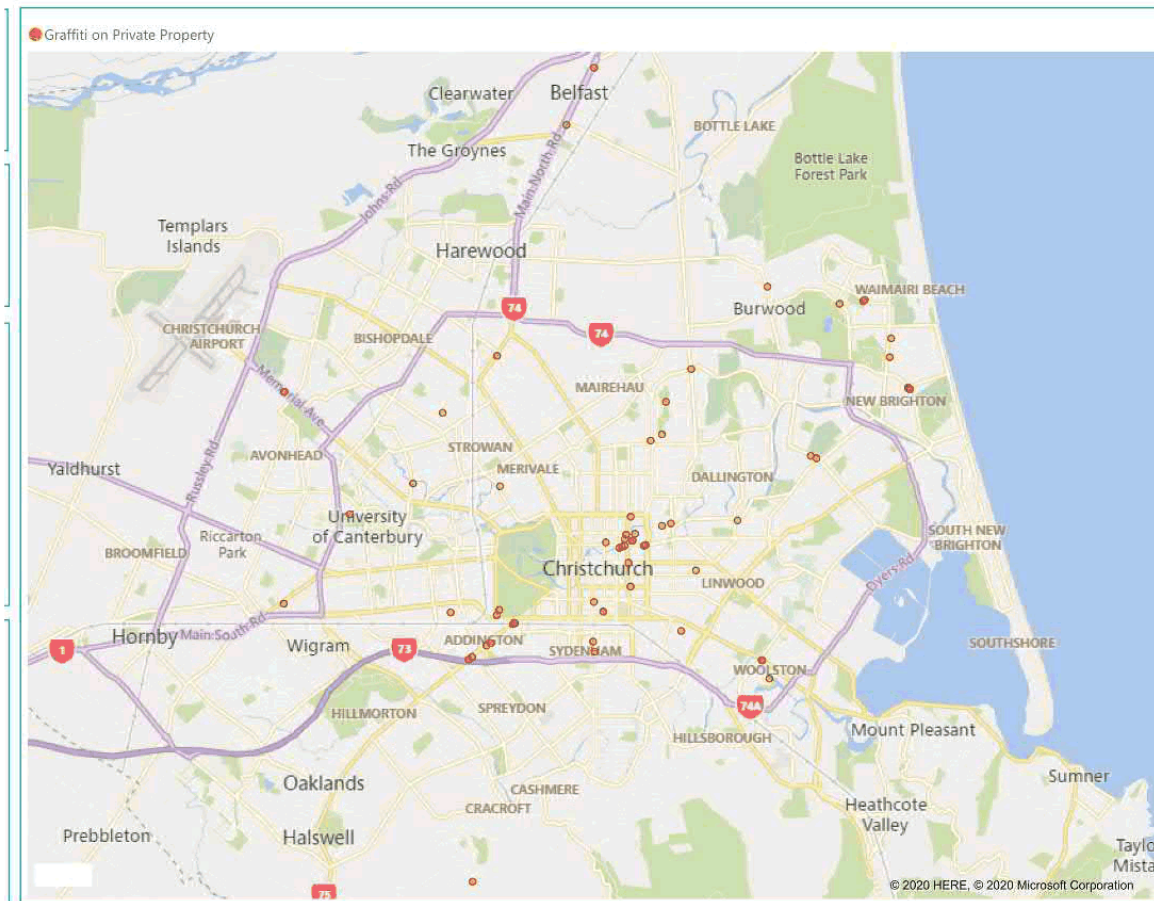 Graffiti on Private Property
Clearwater
Belfast
BOTTLE LAKE
The Groynes
Main North Rd
Bottle Lake
Forest Park
Johns Rd
Templars
Islands
Harewood
WAIMAIRI BEACH
74
Burwood
CHRISTCHURCH
AIRPORT
BISHOPDALE
74
Memorial Ave
MAIREHAU
NEW BRIGHTON
Russley Rd
STROWAN
AVONHEAD
Yaldhurst
MERIVALE
DALLINGTON
University
of Canterbury
Riccarton
Park
SOUTH NEW
BRIGHTON
BROOMFIELD
Christchurch
Dyers Rd
LINWOOD
Hornby
Main South Rd
Wigram
ADDINGTON
SYDENHAM
SOUTHSHORE
1
73
WOOLSTON
74A
HILLMORTON
SPREYDON
HILLSBOROUGH
Mount Pleasant
Oaklands
CASHMERE
Sumner
CRACROFT
Heathcote
Valley
Prebbleton
Halswell
Taylo
Mista
75
© 2020 HERE, © 2020 Microsoft Corporation